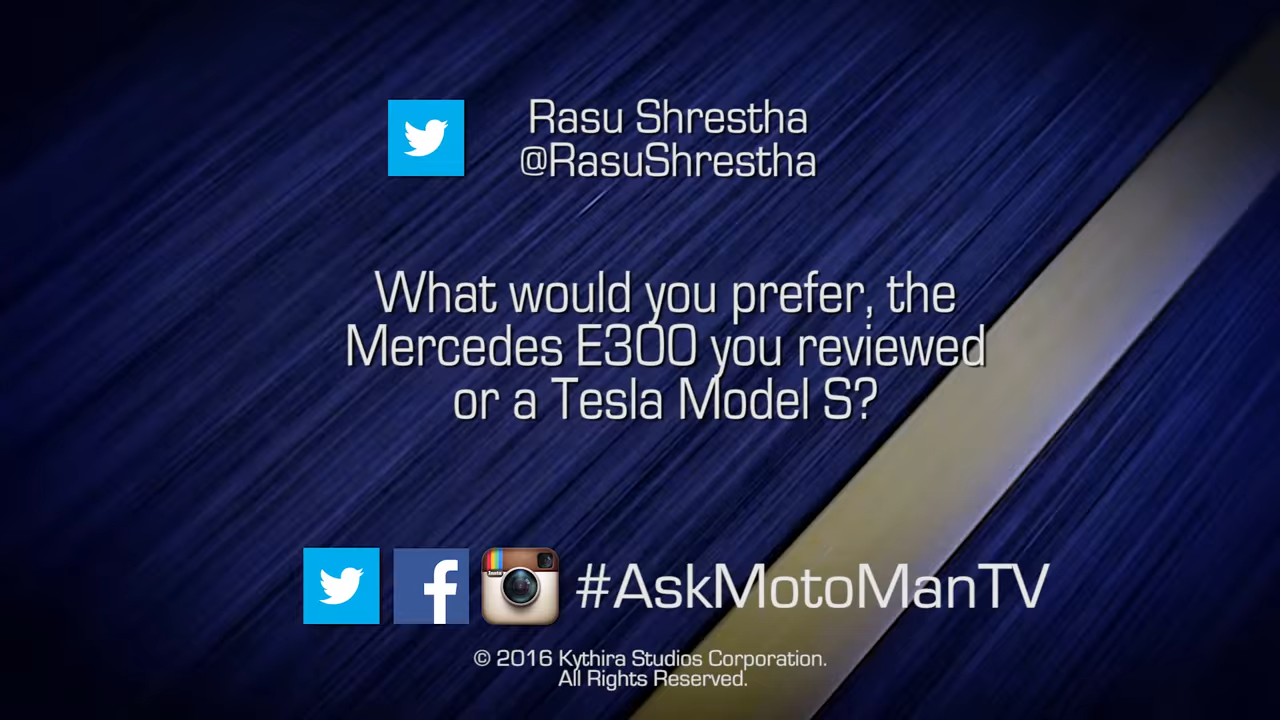 Rasu Shrestha
@RasuShrestha
What would you prefer, the
Mercedes E300 you reviewed
or a Tesla Model S?
#AskMotoManTV
© 2016 Kythira Studios Corporation.
All Rights Reserved.